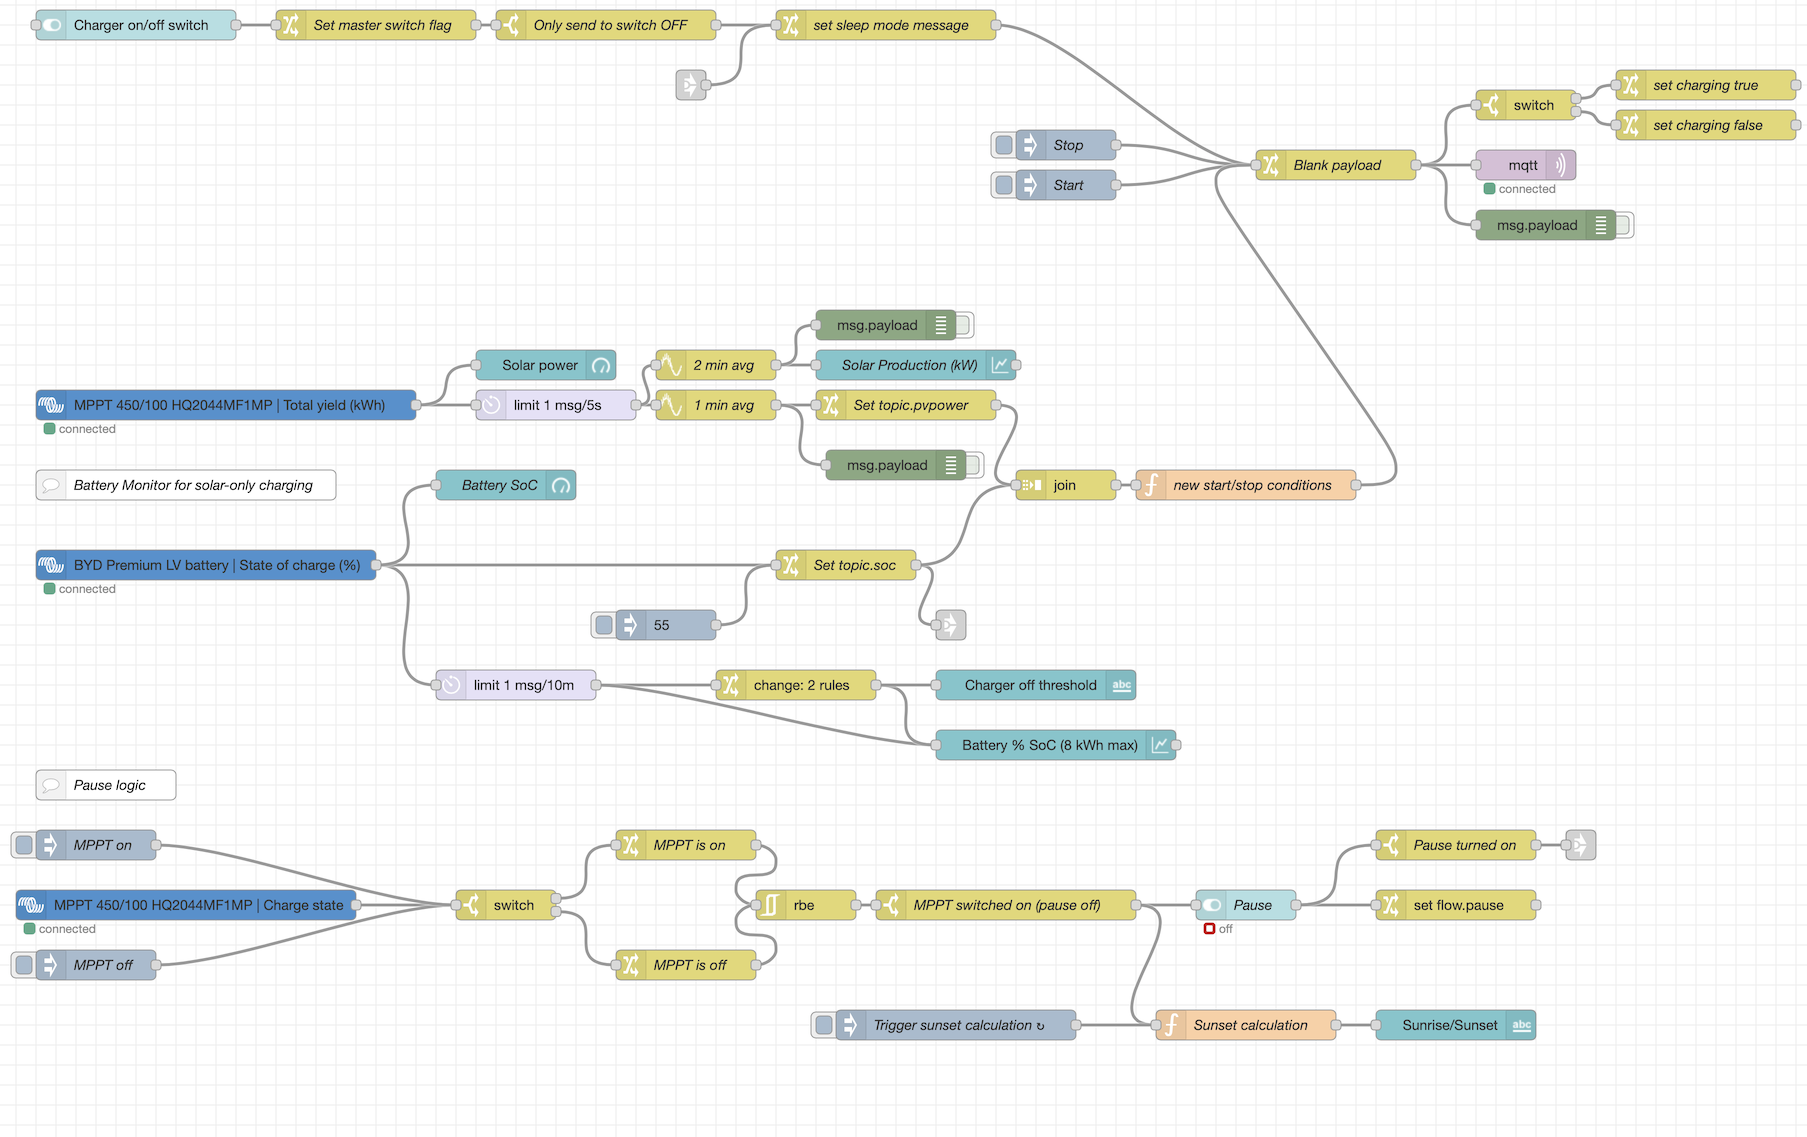 Charger on/off switch
Set master switch flag
Only send to switch OFF
set sleep mode message
set charging true
switch
set charging false
Stop
Start
Blank payload
mqtt
connected
msg.payload
msg.payload
Solar power
2 min avg
Solar Production (kW)
MPPT 450/100 HQ2044MF1MP | Total yield (kWh)
connected
limit 1 msg/5s
1 min avg
Set topic.pvpower
msg.payload
Battery Monitor for solar-only charging
Battery SoC
join
new start/stop conditions
BYD Premium LV battery | State of charge (%)
connected
Set topic.soc
55
limit 1 msg/10m
change: 2 rules
Charger off threshold
abc
Battery % SoC (8 kWh max)
Pause logic
MPPT on
MPPT is on
Pause turned on
MPPT 450/100 HQ2044MF1MP | Charge state
connected
switch
rbe
MPPT switched on (pause off)
Pause
off
set flow.pause
MPPT off
MPPT is off
Trigger sunset calculation ↻
Sunset calculation
Sunrise/Sunset
abc